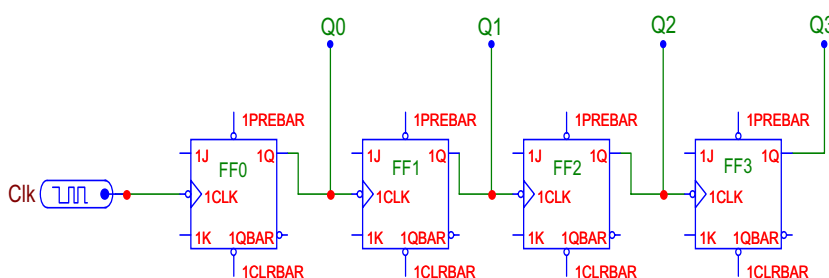 Q0 Q1 Q2 Q3
1PREBAR 1PREBAR 1PREBAR 1PREBAR
1J 1Q 1J 1Q 1J 1Q 1J 1Q
FF0 FF1 FF2 FF3
Clk 1CLK 1CLK 1CLK 1CLK
1K 1QBAR 1K 1QBAR 1K 1QBAR 1K 1QBAR
1CLRBAR 1CLRBAR 1CLRBAR 1CLRBAR